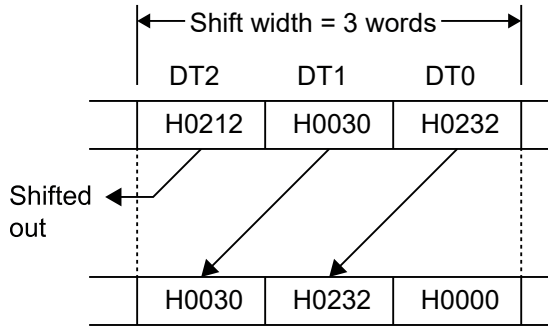 Shift width = 3 words
DT2 DT1 DT0
H0212 H0030 H0232
Shifted
out
H0030 H0232 H0000